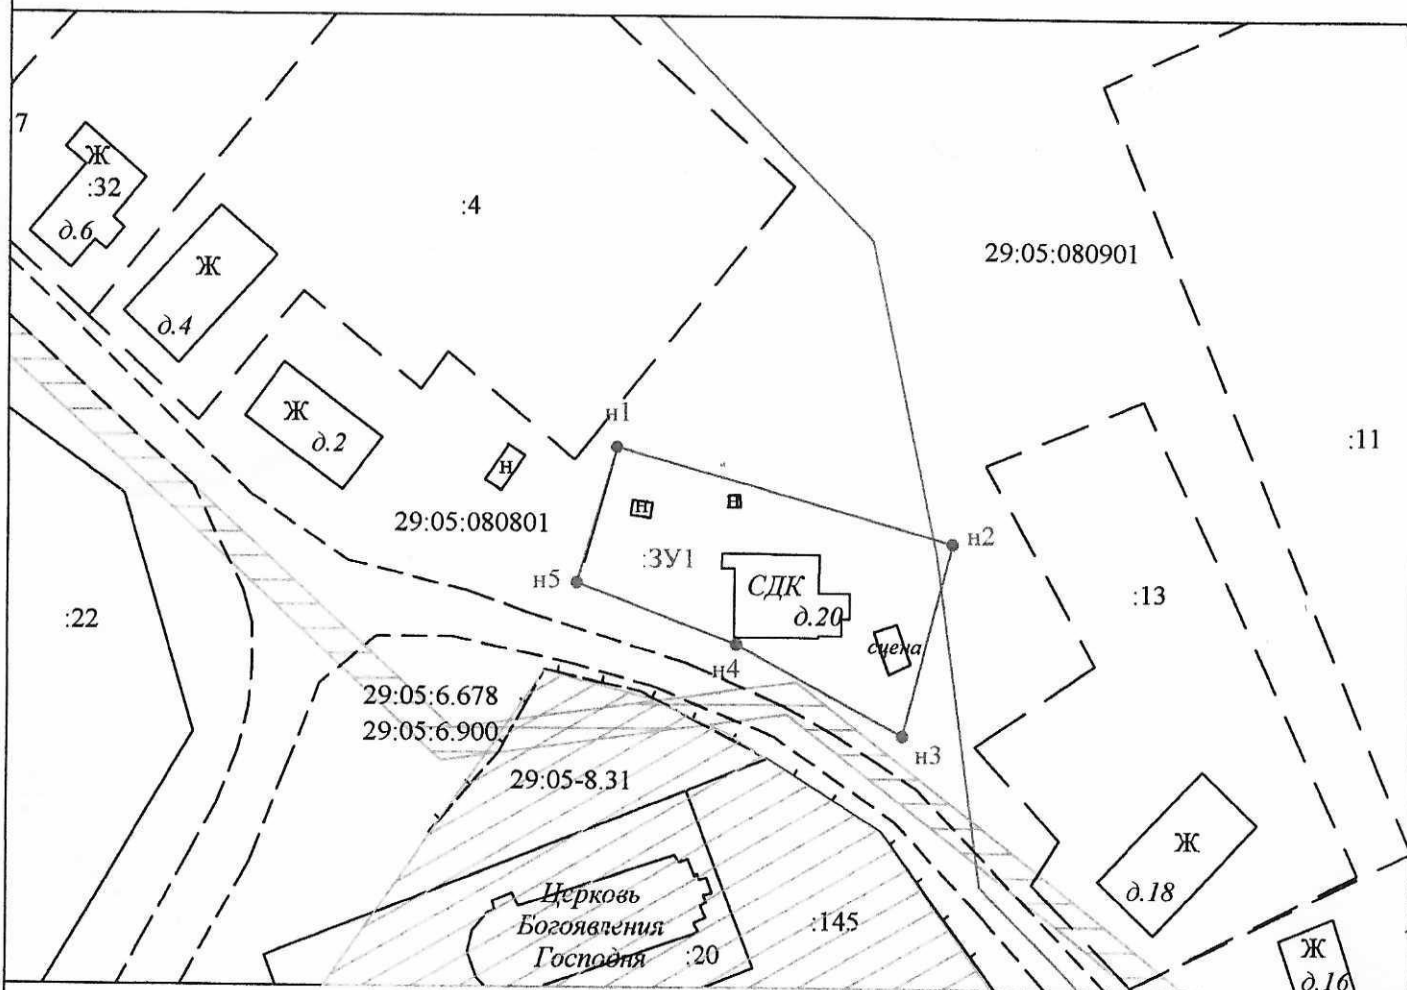 7
Ж
:32
д.6
:4
Ж
д.4
29:05:080901
Ж
д.2
н
н1
:11
н
н
29:05:080801
:ЗУ1
н2
н5
СДК
д.20
:13
:22
сцена
н4
29:05:6.678
29:05:6.900
н3
29:05-8.31
Ж
д.18
Церковь
Богоявления
Господня
:20
:145
Ж
д.16